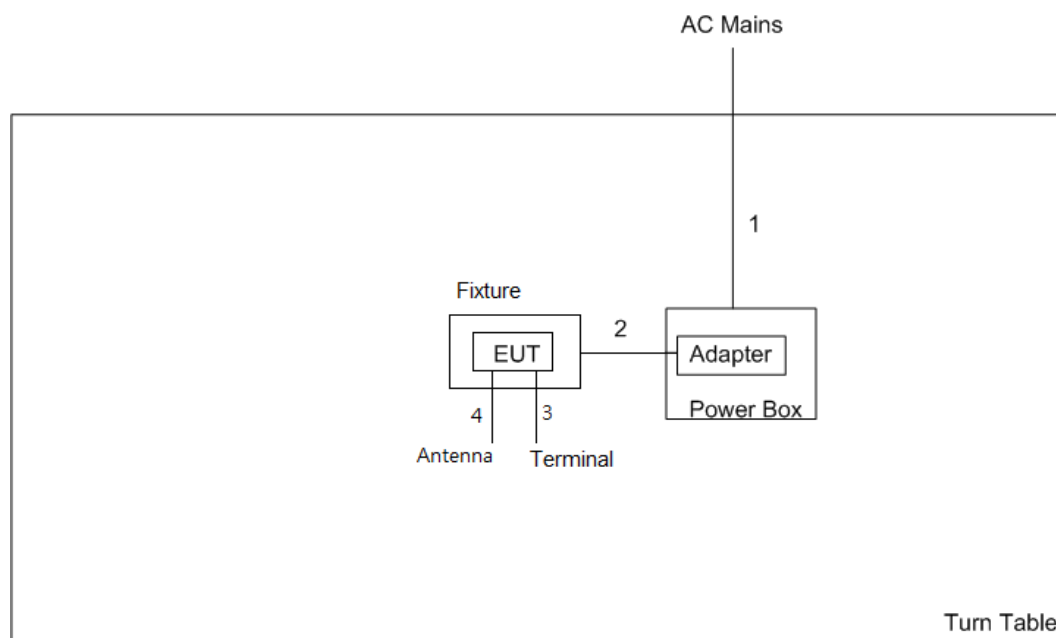 AC Mains
1
Fixture
2
EUT
Adapter
Power Box
4
3
Antenna
Terminal
Turn Table